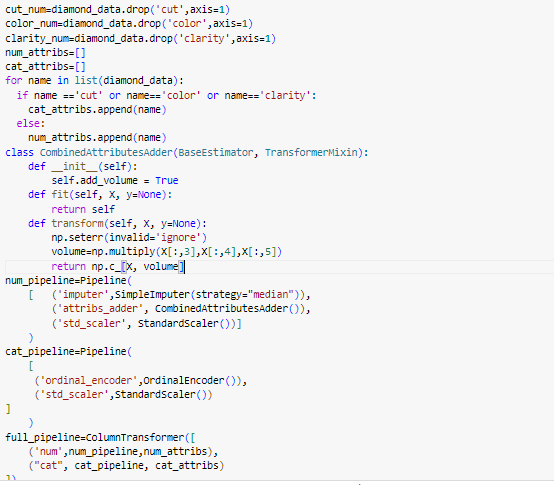 cut_num=diamond_data.drop('cut',axis=1)
color_num=diamond_data.drop('color',axis=1)
clarity_num=diamond_data.drop('clarity',axis=1)
num_attribs=[]
cat_attribs=[]
for name in list(diamond_data):
  if name =='cut' or name=='color' or name=='clarity':
    cat_attribs.append(name)
  else:
    num_attribs.append(name)
class CombinedAttributesAdder(BaseEstimator, TransformerMixin):
    def __init__(self):
        self.add_volume = True
    def fit(self, X, y=None):
        return self
    def transform(self, X, y=None):
        np.seterr(invalid='ignore')
        volume=np.multiply(X[:,3],X[:,4],X[:,5])
        return np.c_[X, volume]
num_pipeline=Pipeline(
    [   ('imputer',SimpleImputer(strategy="median")),
        ('attribs_adder', CombinedAttributesAdder()),
        ('std_scaler', StandardScaler())]
    )
cat_pipeline=Pipeline(
    [
     ('ordinal_encoder',OrdinalEncoder()),
     ('std_scaler',StandardScaler())
]
    )
full_pipeline=ColumnTransformer([
    ('num',num_pipeline,num_attribs),
    ("cat", cat_pipeline, cat_attribs)
])